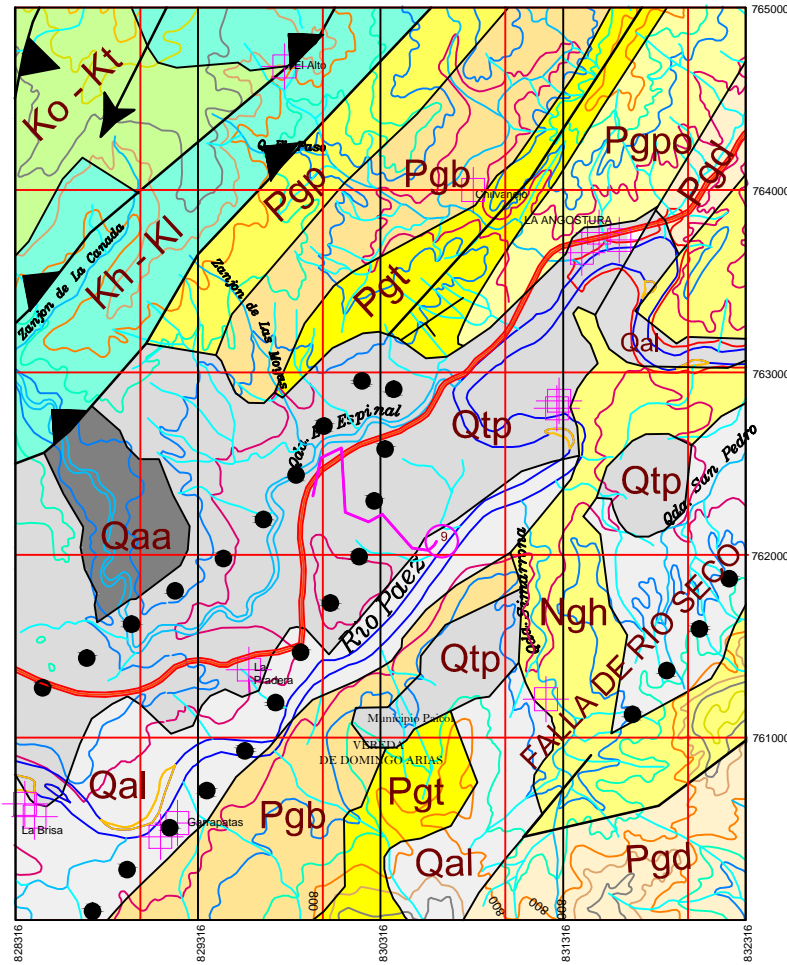 765000
Ko - Kt
El Alto
Q. El Paso
Pgp
Pgb
Pgpo
Pgd
Chilvanejo
764000
LA ANGOSTURA
Zanjon de La Canada
Kh - Kl
Zanjon de Las Moyas
Pgt
Qal
763000
Qda. El Espinal
Qtp
Qtp
Qda. San Pedro
Qaa
9
762000
Rio Paez
Qda. Simarrona
Ngh
FALLA DE RIO SECO
Qtp
La
Pradera
Municipio Paicol
761000
VEREDA
DE DOMINGO ARIAS
Qal
Pgt
Pgb
Garrapatas
La Brisa
Qal
Pgd
800
800
800
800
828316
829316
830316
831316
832316